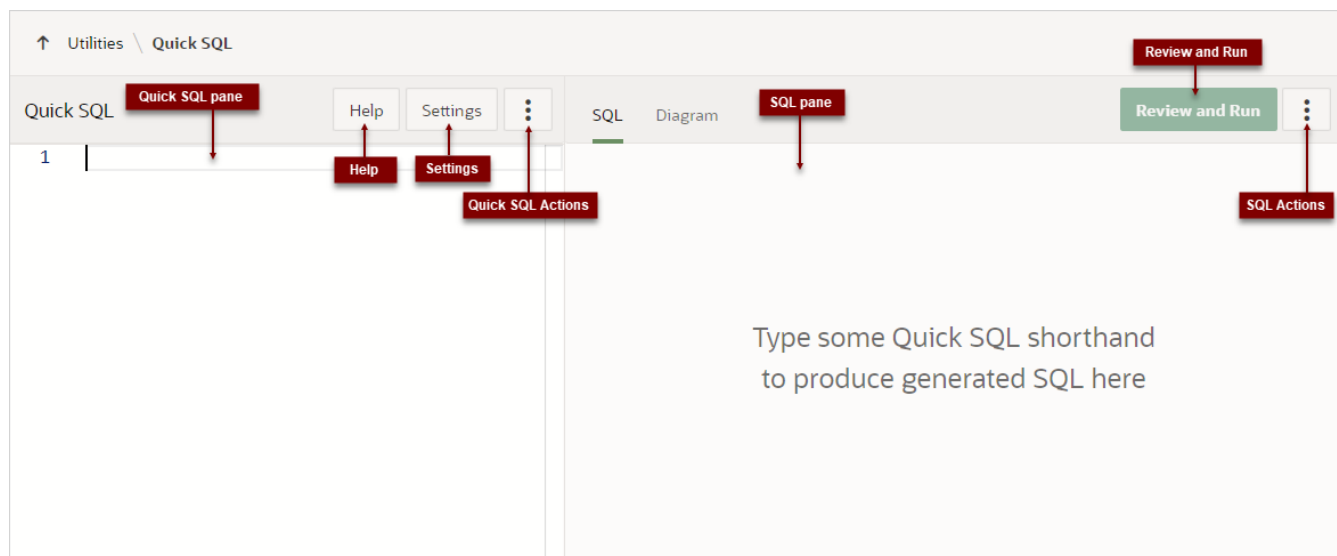 ↑ Utilities \ Quick SQL
Review and Run
Quick SQL
Quick SQL pane
Help
Settings
SQL
Diagram
SQL pane
Review and Run
1
Help
Settings
Quick SQL Actions
SQL Actions
Type some Quick SQL shorthand
to produce generated SQL here